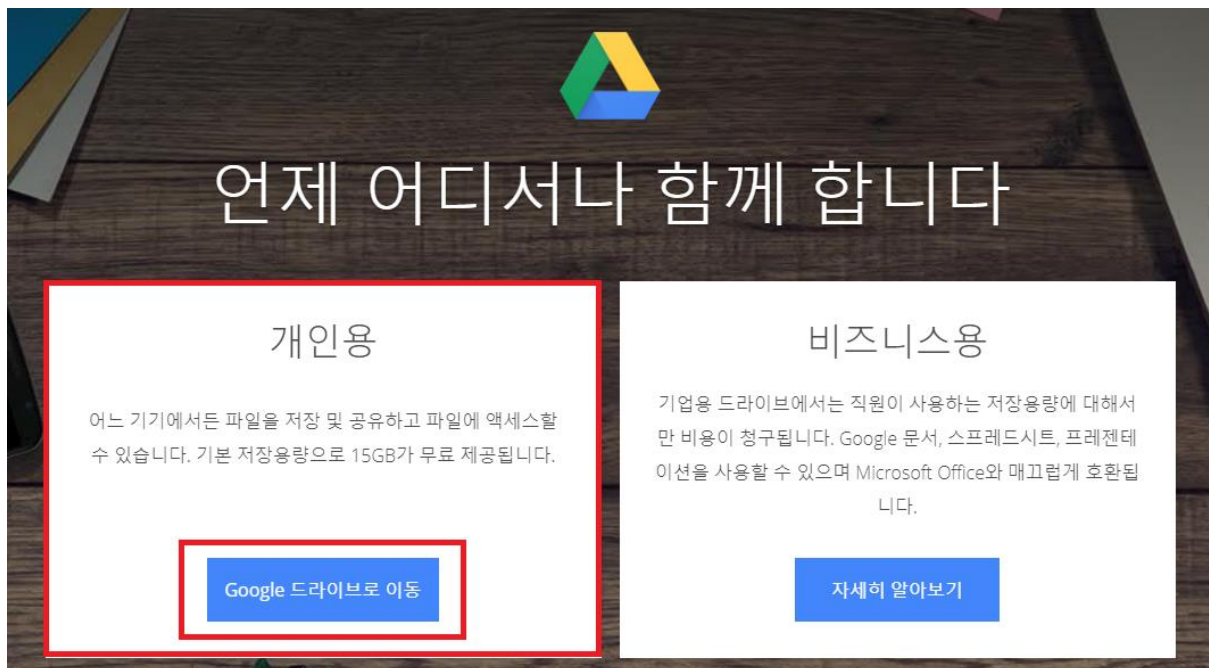 언제 어디서나 함께 합니다
개인용
어느 기기에서든 파일을 저장 및 공유하고 파일에 액세스할
수 있습니다. 기본 저장용량으로 15GB가 무료 제공됩니다.
Google 드라이브로 이동
비즈니스용
기업용 드라이브에서는 직원이 사용하는 저장용량에 대해서
만 비용이 청구됩니다. Google 문서, 스프레드시트, 프레젠테
이션을 사용할 수 있으며 Microsoft Office와 매끄럽게 호환됩
니다.
자세히 알아보기